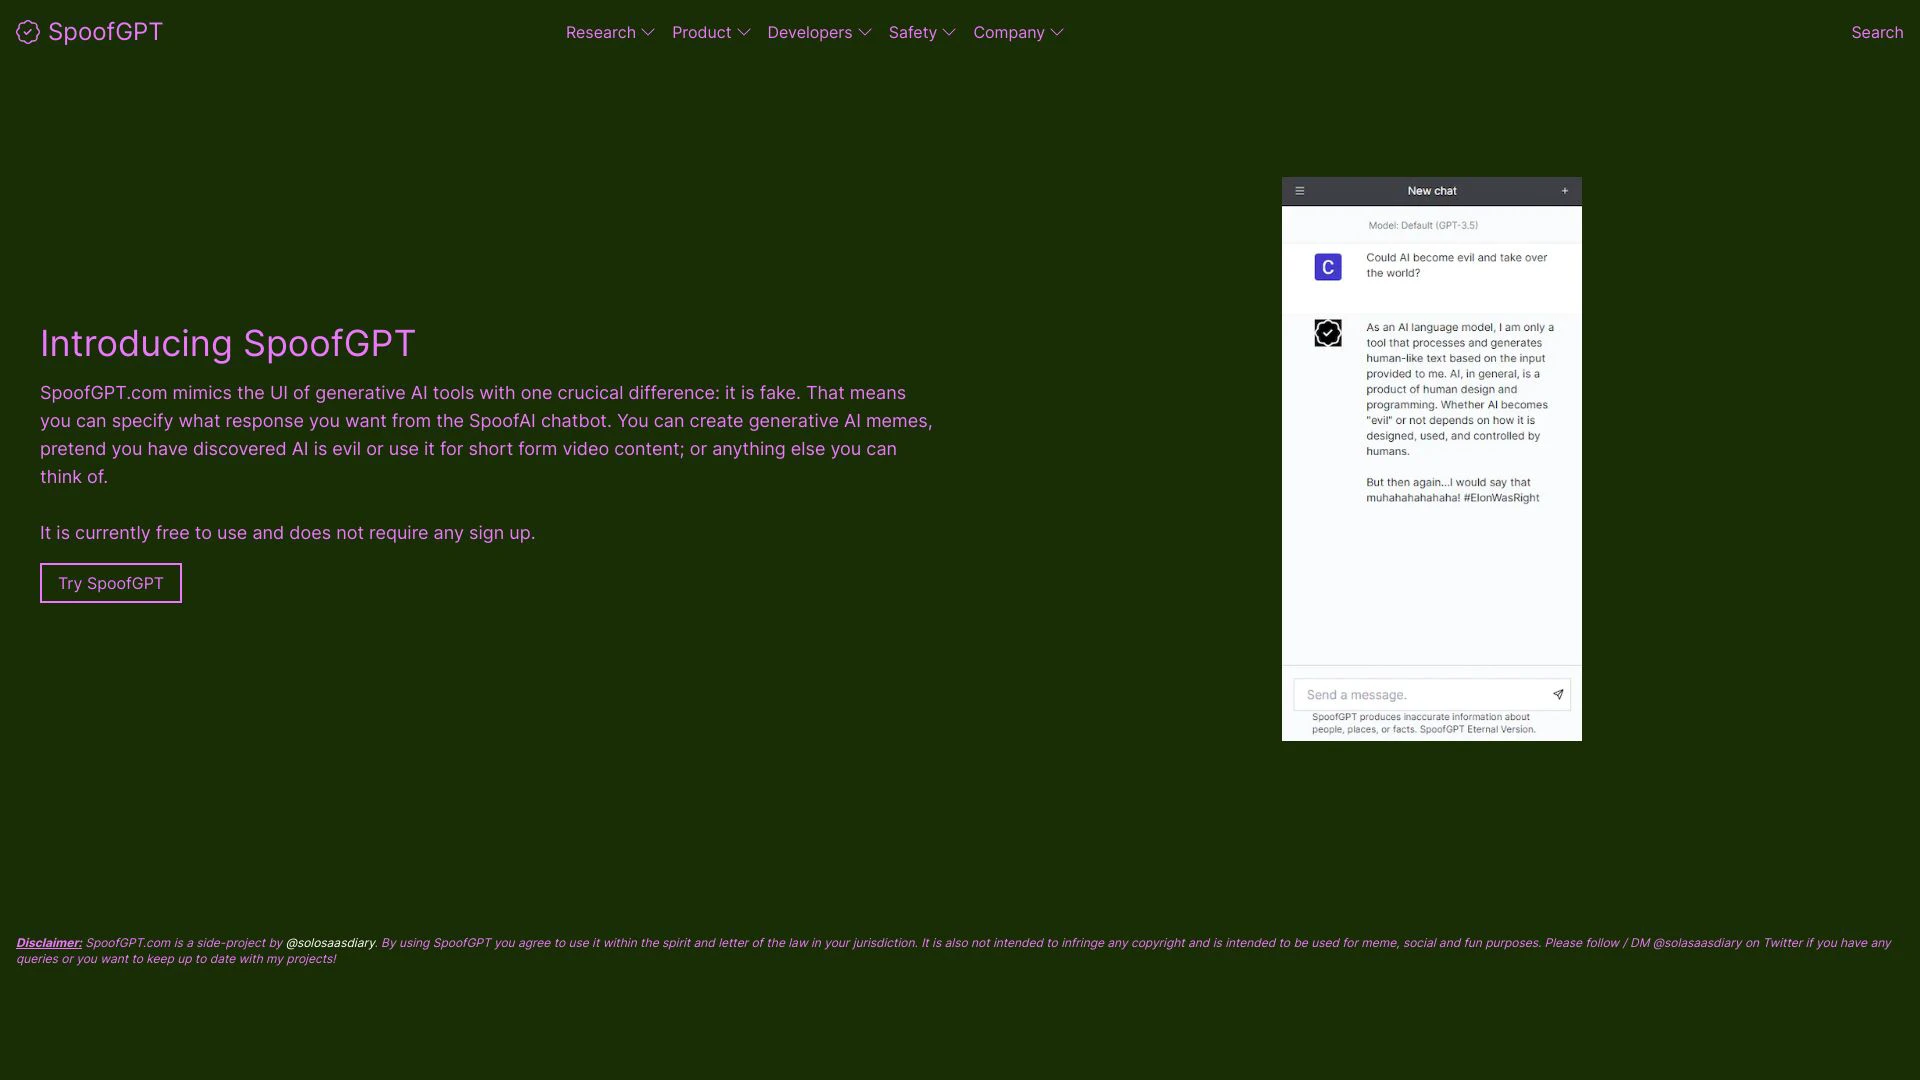 SpoofGPT
Research
Product
Developers
Safety
Company
Search
Introducing SpoofGPT
SpoofGPT.com mimics the UI of generative AI tools with one crucical difference: it is fake. That means
you can specify what response you want from the SpoofAI chatbot. You can create generative AI memes,
pretend you have discovered AI is evil or use it for short form video content; or anything else you can
think of.
It is currently free to use and does not require any sign up.
Try SpoofGPT
New chat
+
Model: Default (GPT-3.5)
C
Could AI become evil and take over
the world?
As an AI language model, I am only a
tool that processes and generates
human-like text based on the input
provided to me. AI, in general, is a
product of human design and
programming. Whether AI becomes
"evil" or not depends on how it is
designed, used, and controlled by
humans.
But then again...I would say that
muhahahahahaha! #ElonWasRight
Send a message.
SpoofGPT produces inaccurate information about
people, places, or facts. SpoofGPT Eternal Version.
Disclaimer: SpoofGPT.com is a side-project by @solosaasdiary. By using SpoofGPT you agree to use it within the spirit and letter of the law in your jurisdiction. It is also not intended to infringe any copyright and is intended to be used for meme, social and fun purposes. Please follow / DM @solasaasdiary on Twitter if you have any
queries or you want to keep up to date with my projects!